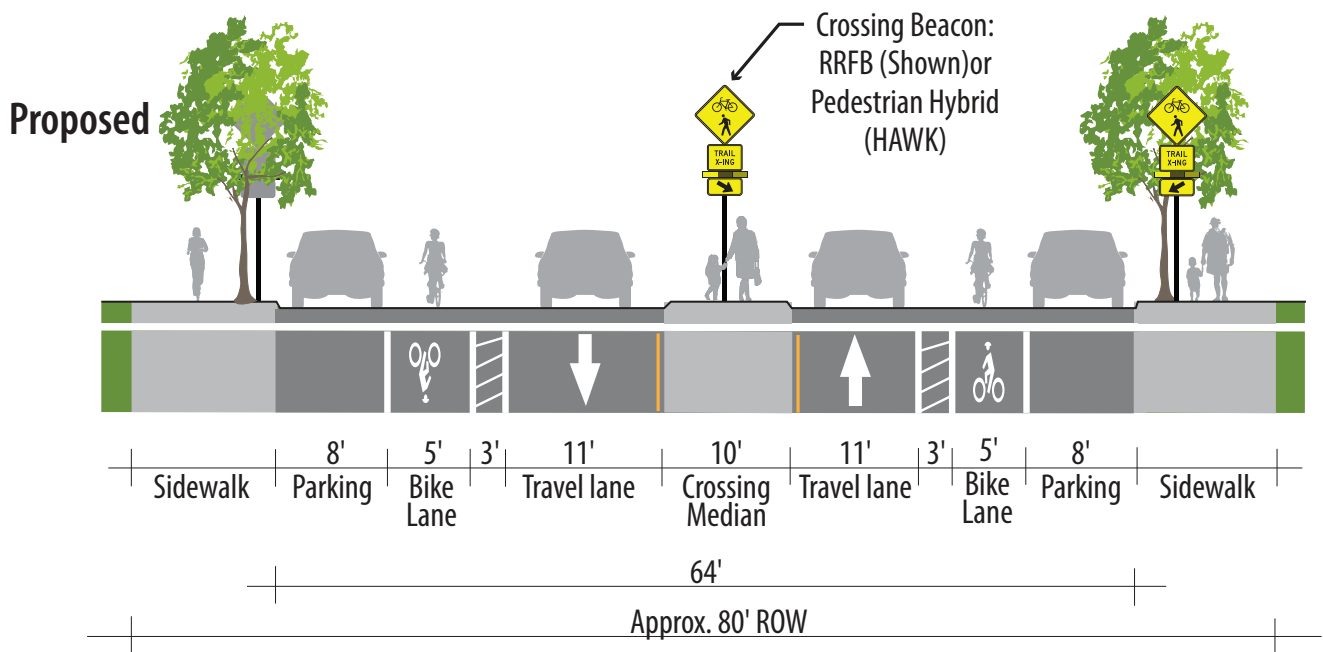 Crossing Beacon:
RRFB (Shown)or
Pedestrian Hybrid
(HAWK)
Proposed
TRAIL
X-ING
TRAIL
X-ING
8' 5' 3' 11' 10' 11' 3' 5' 8'
Sidewalk Parking Bike Travel lane Crossing Travel lane Bike Parking Sidewalk
Lane Median Lane
64'
Approx. 80' ROW